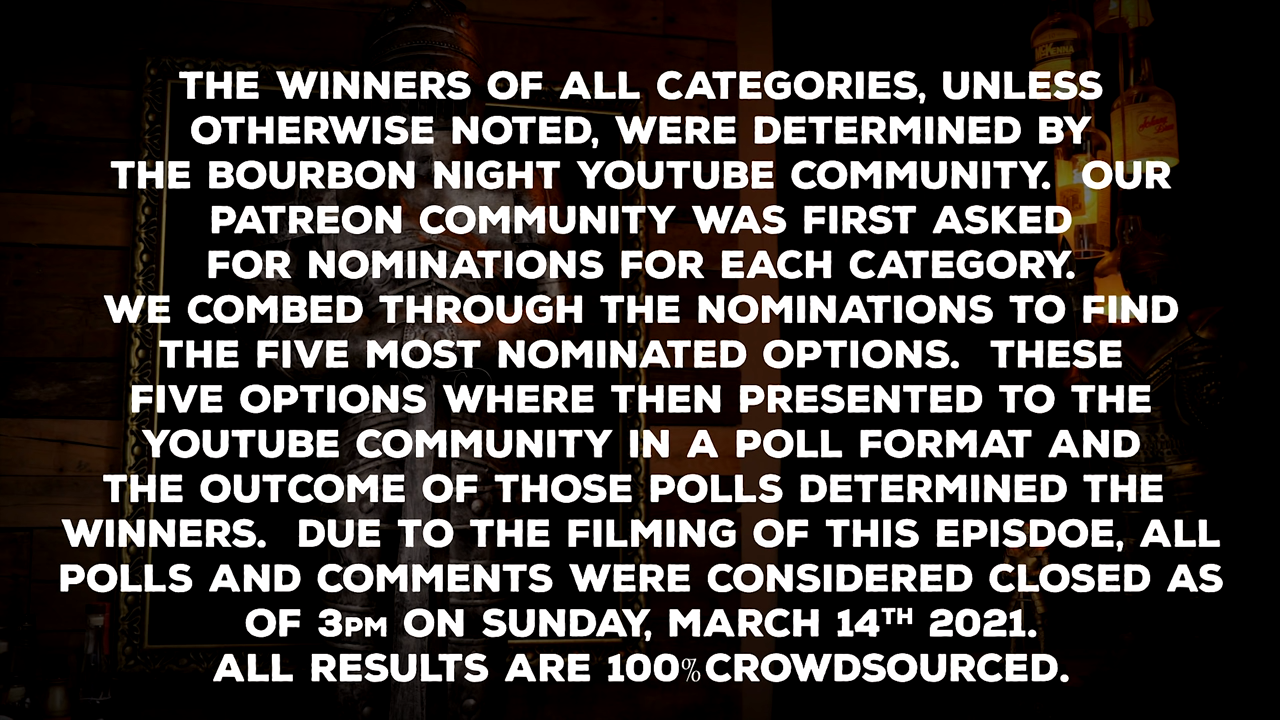 THE WINNERS OF ALL CATEGORIES, UNLESS
OTHERWISE NOTED, WERE DETERMINED BY
THE BOURBON NIGHT YOUTUBE COMMUNITY. OUR
PATREON COMMUNITY WAS FIRST ASKED
FOR NOMINATIONS FOR EACH CATEGORY.
WE COMBED THROUGH THE NOMINATIONS TO FIND
THE FIVE MOST NOMINATED OPTIONS. THESE
FIVE OPTIONS WHERE THEN PRESENTED TO THE
YOUTUBE COMMUNITY IN A POLL FORMAT AND
THE OUTCOME OF THOSE POLLS DETERMINED THE
WINNERS. DUE TO THE FILMING OF THIS EPISDOE, ALL
POLLS AND COMMENTS WERE CONSIDERED CLOSED AS
OF 3PM ON SUNDAY, MARCH 14TH 2021.
ALL RESULTS ARE 100% CROWDSOURCED.